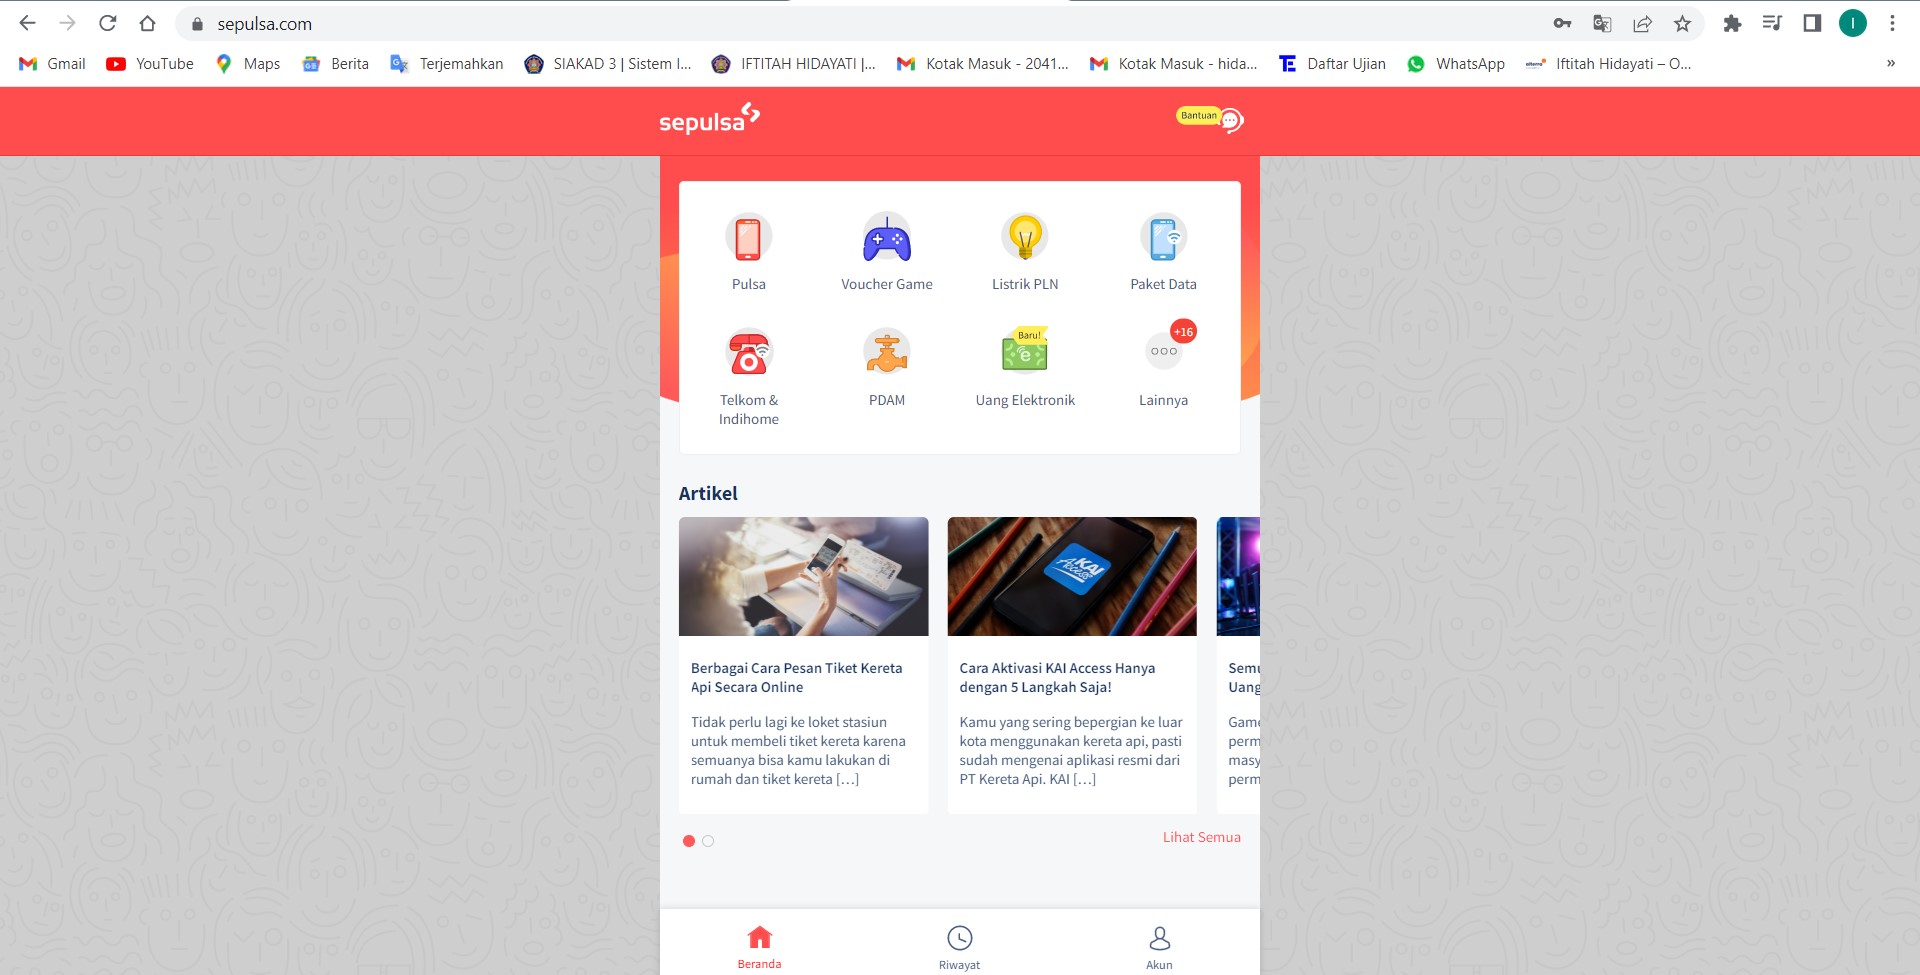 sepulsa.com
Gmail
YouTube
Maps
Berita
Terjemahkan
SIAKAD 3 | Sistem I...
IFTITAH HIDAYATI |...
Kotak Masuk - 2041...
Kotak Masuk - hida...
Daftar Ujian
WhatsApp
Iftitah Hidayati – O...
»
I
sepulsa
Bantuan
Pulsa
Voucher Game
Listrik PLN
Paket Data
Baru!
+16
Telkom &
Indihome
PDAM
Uang Elektronik
Lainnya
Artikel
KAI
Access
Berbagai Cara Pesan Tiket Kereta
Api Secara Online
Tidak perlu lagi ke loket stasiun
untuk membeli tiket kereta karena
semuanya bisa kamu lakukan di
rumah dan tiket kereta [...]
Cara Aktivasi KAI Access Hanya
dengan 5 Langkah Saja!
Kamu yang sering bepergian ke luar
kota menggunakan kereta api, pasti
sudah mengenai aplikasi resmi dari
PT Kereta Api. KAI [...]
Uang
perm
masy
perm
Lihat Semua
Beranda
Riwayat
Akun